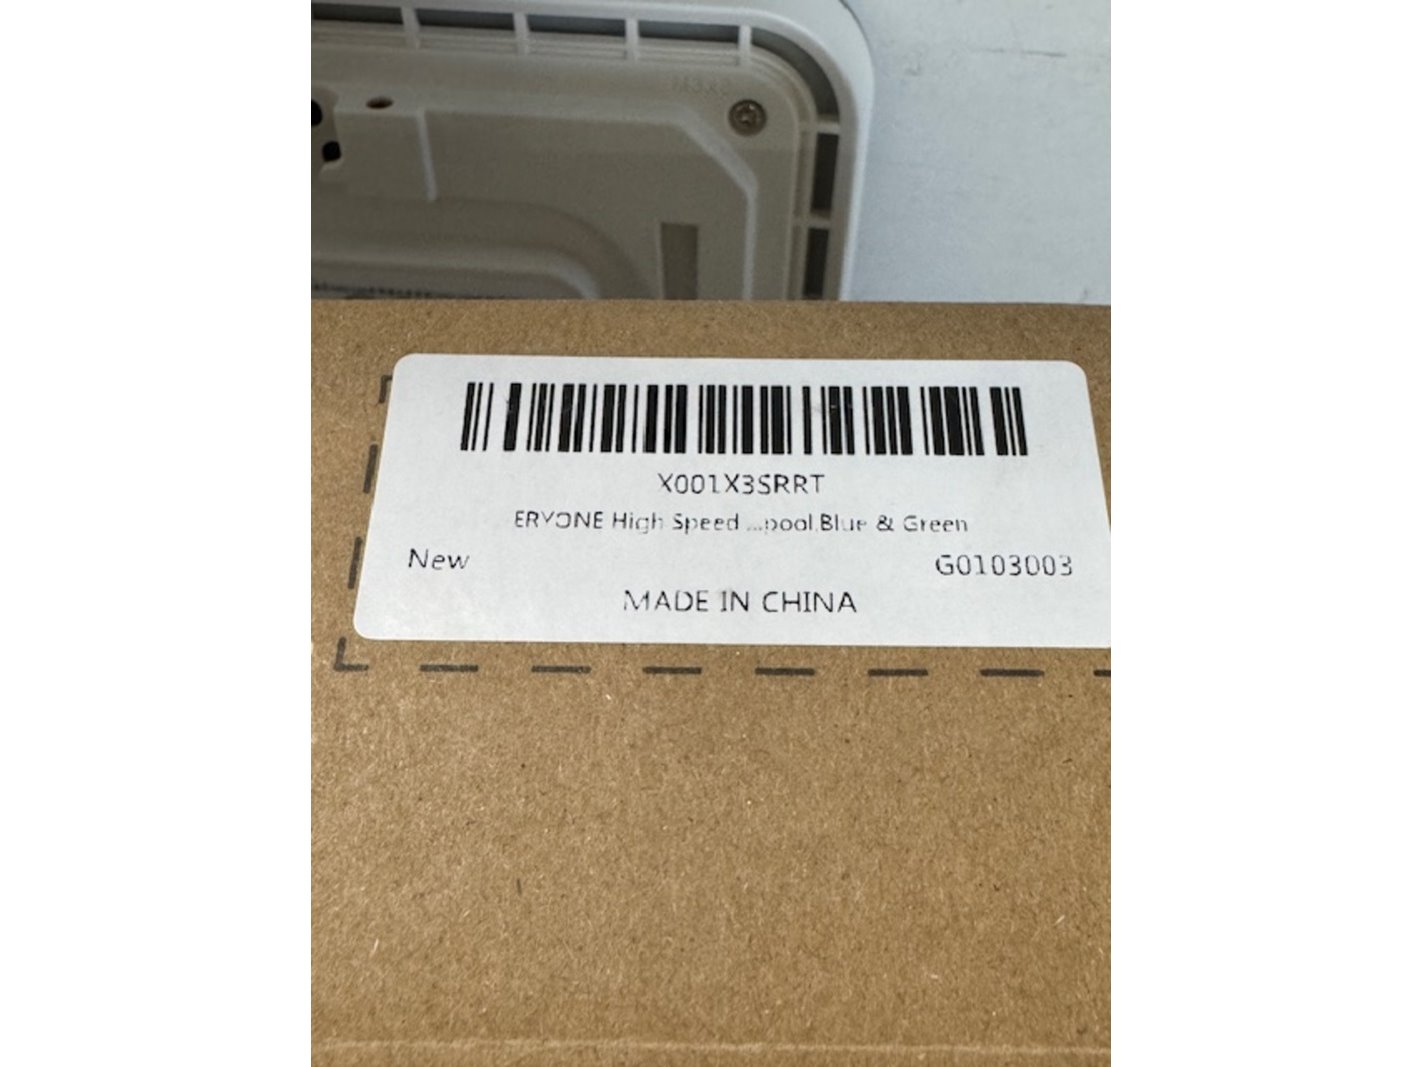 X001X3SRRT
ERYONE High Speed ...pool,Blue & Green
New
G0103003
MADE IN CHINA